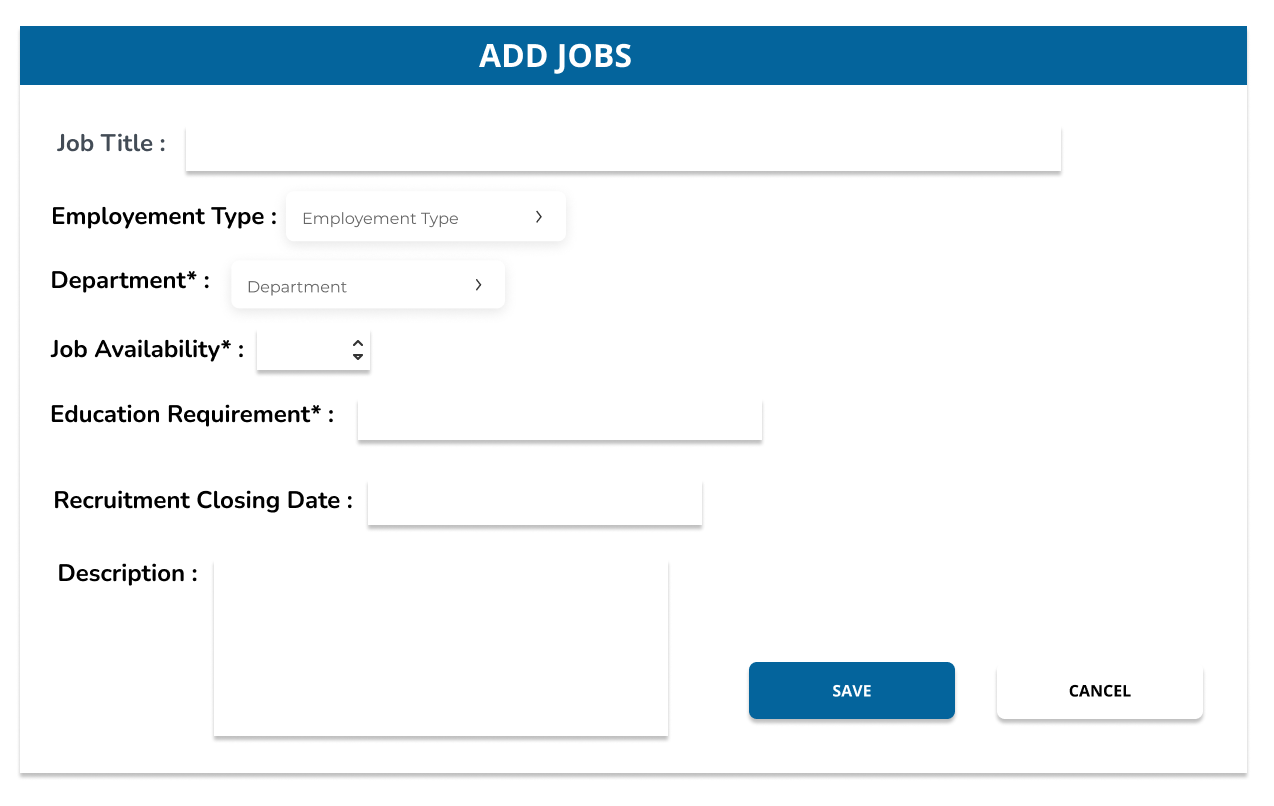 ADD JOBS
Job Title :
Employement Type : Employement Type
Department* : Department
Job Availability* :
Education Requirement* :
Recruitment Closing Date :
Description :
SAVE CANCEL